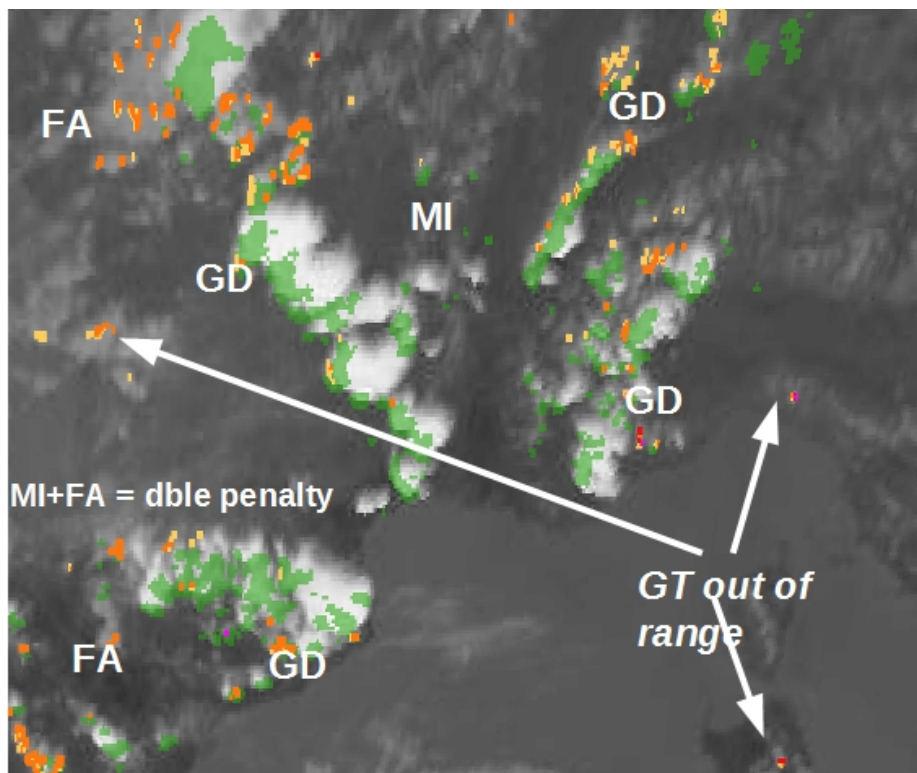 FA
GD
MI
GD
GD
MI+FA = dble penalty
GT out of
range
FA
GD